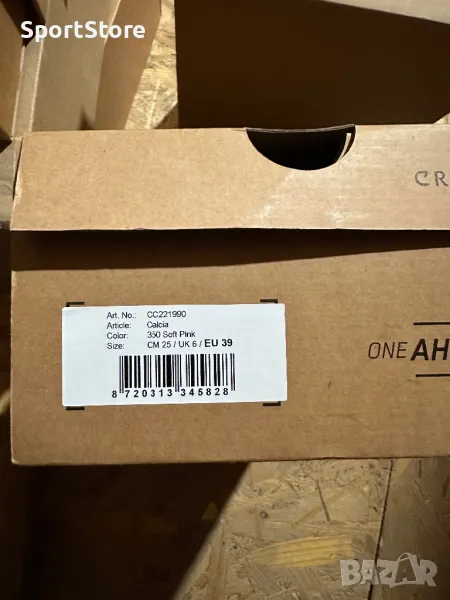 SportStore
CR
Art. No.: CC221990
Article: Calcia
Color: 350 Soft Pink
Size: CM 25 / UK 6 / EU 39
8 720313 345828
ONE AH
BAZAR